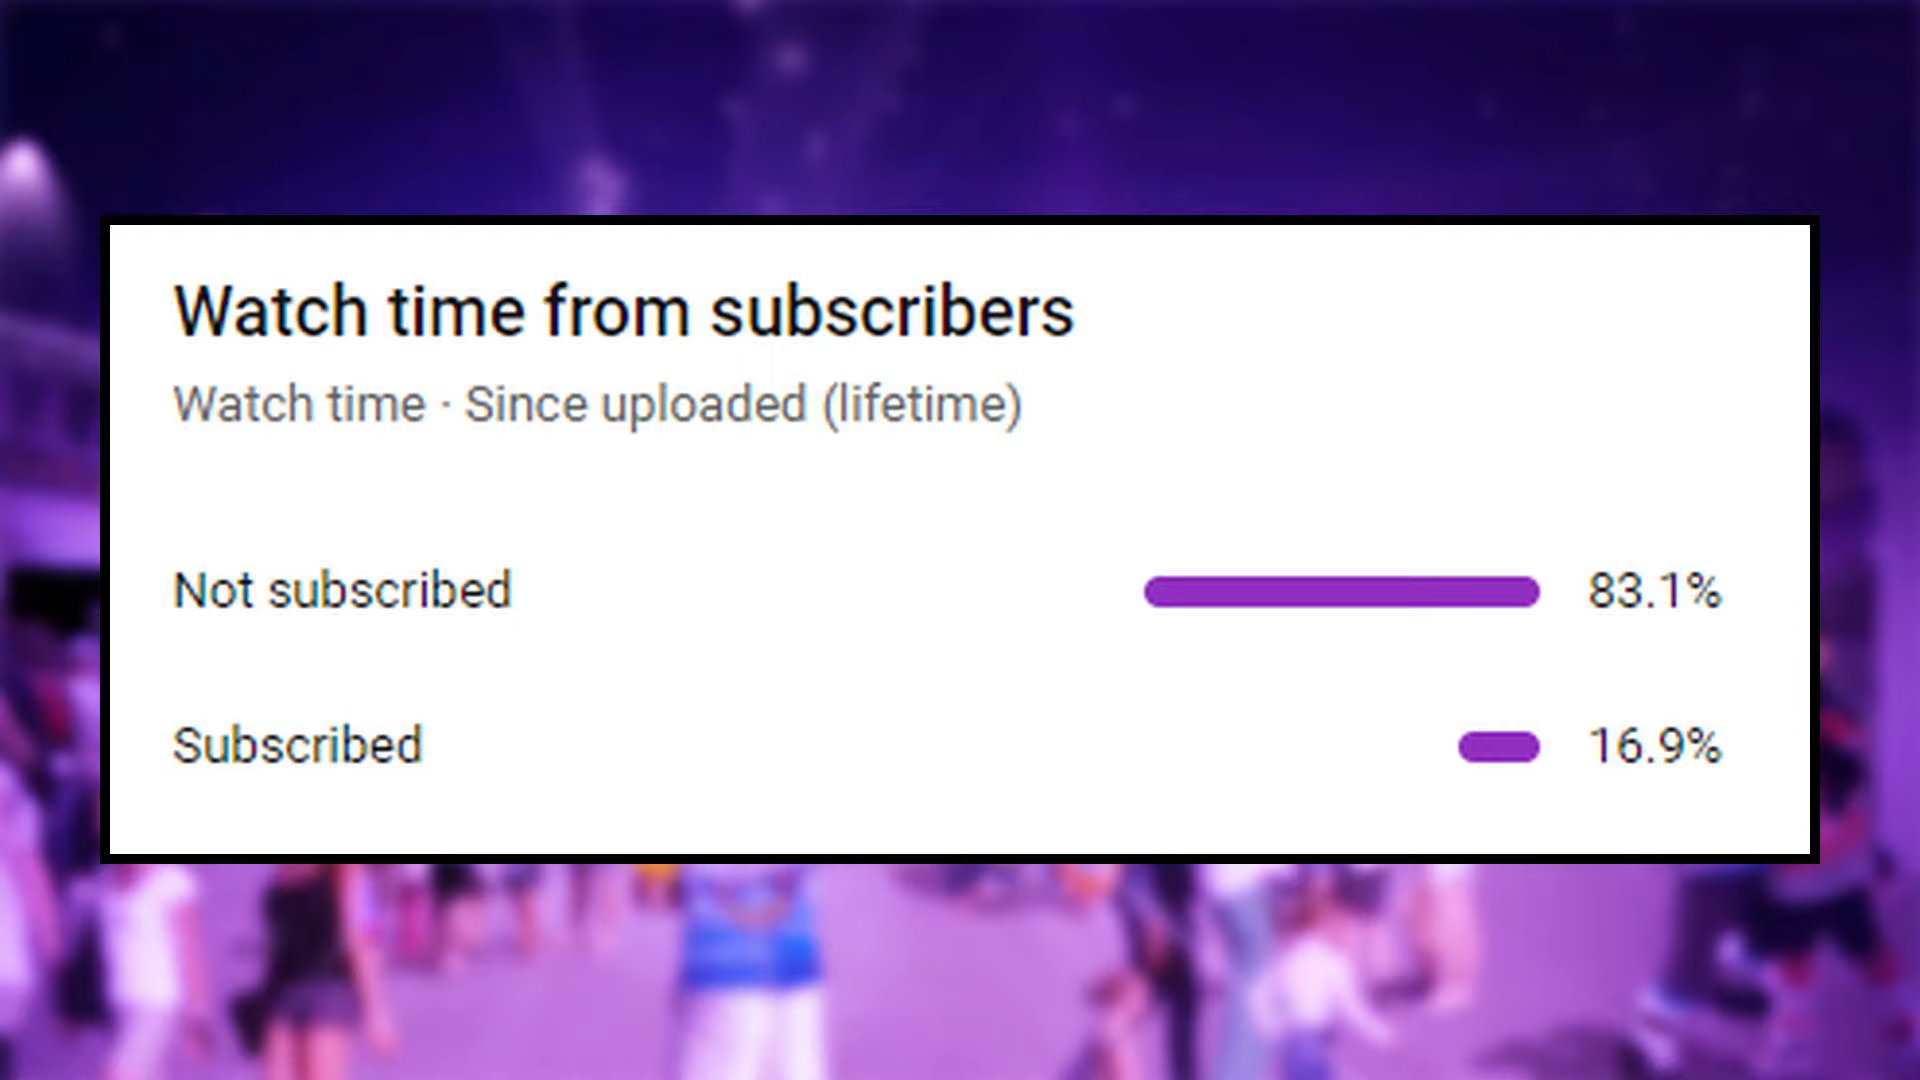 Watch time from subscribers
Watch time · Since uploaded (lifetime)
Not subscribed 83.1%
Subscribed 16.9%